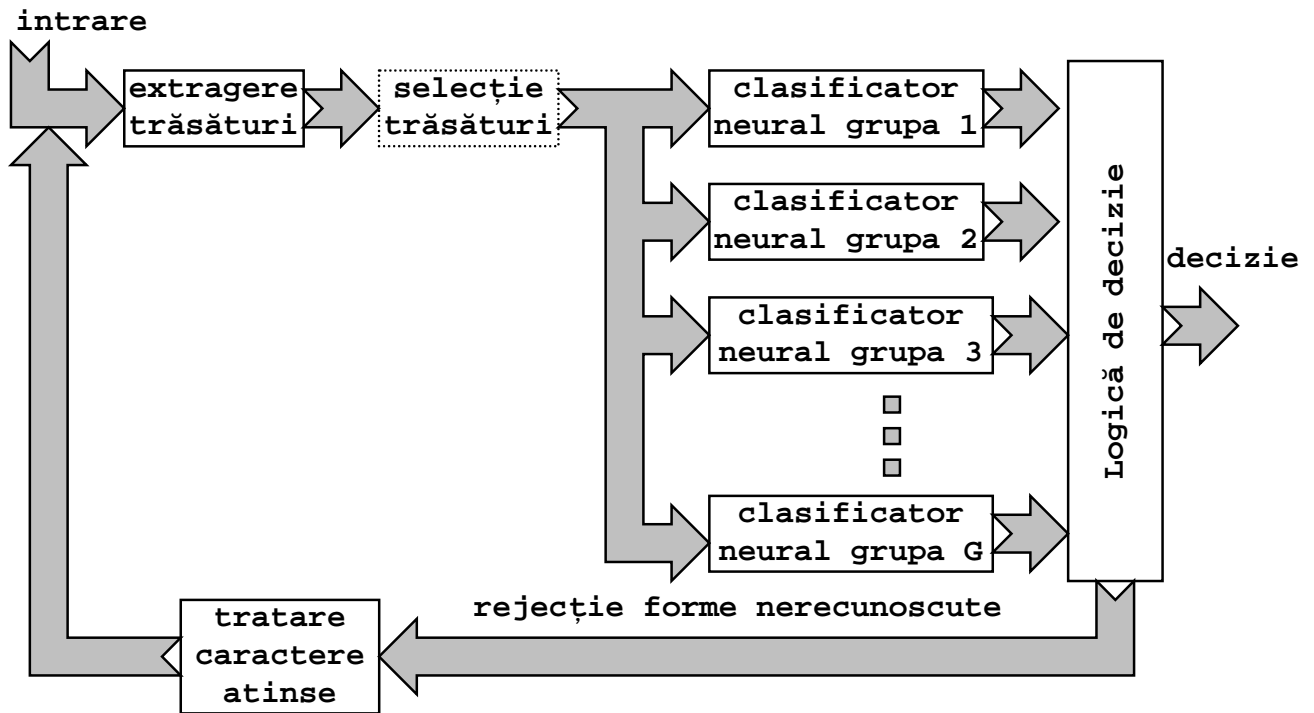 intrare
extragere
trăsături
selecție
trăsături
clasificator
neural grupa 1
clasificator
neural grupa 2
clasificator
neural grupa 3
clasificator
neural grupa G
Logică de decizie
decizie
rejecție forme nerecunoscute
tratare
caractere
atinse